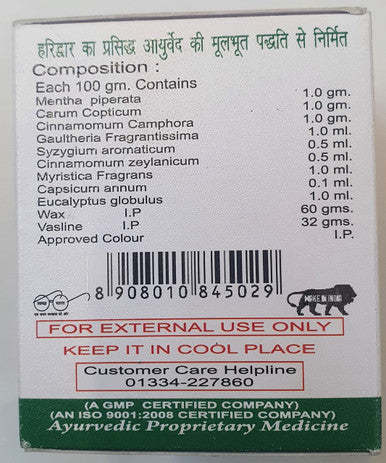 हरिद्वार का प्रसिद्ध आयुर्वेद की मूलभूत पद्धति से निर्मित
Composition :
Each 100 gm. Contains
Mentha piperata 1.0 gm.
Carum Copticum 1.0 gm.
Cinnamomum Camphora 1.0 gm.
Gaultheria Fragrantissima 1.0 ml.
Syzygium aromaticum 0.5 ml.
Cinnamomum zeylanicum 0.5 ml.
Myristica Fragrans 1.0 ml.
Capsicum annum 0.1 ml.
Eucalyptus globulus 1.0 ml.
Wax I.P 60 gms.
Vasline I.P 32 gms.
Approved Colour I.P.
8 908010 845029
MAKE IN INDIA
FOR EXTERNAL USE ONLY
KEEP IT IN COOL PLACE
Customer Care Helpline
01334-227860
(A GMP CERTIFIED COMPANY)
(AN ISO 9001:2008 CERTIFIED COMPANY)
Ayurvedic Proprietary Medicine